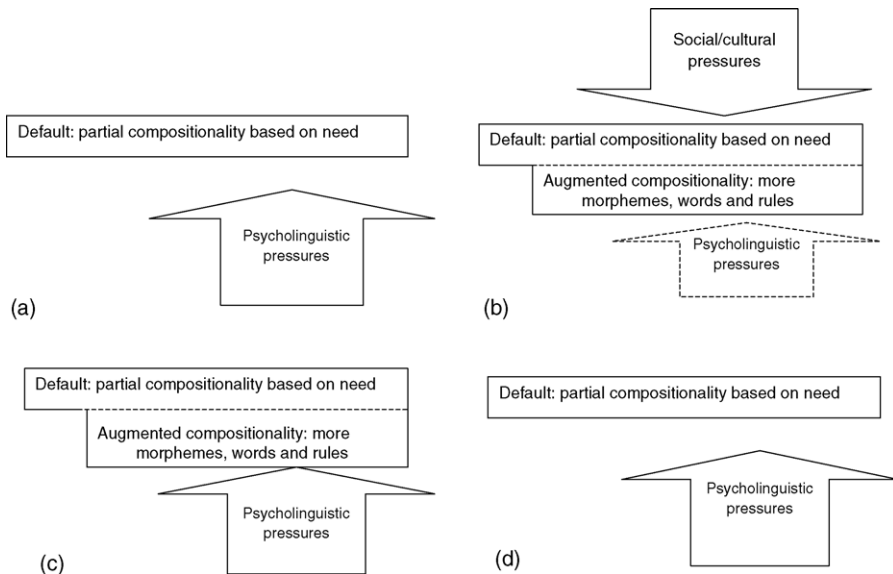 Default: partial compositionality based on need
Psycholinguistic
pressures
(a)
Social/cultural
pressures
Default: partial compositionality based on need
Augmented compositionality: more
morphemes, words and rules
Psycholinguistic
pressures
(b)
Default: partial compositionality based on need
Augmented compositionality: more
morphemes, words and rules
Psycholinguistic
pressures
(c)
Default: partial compositionality based on need
Psycholinguistic
pressures
(d)